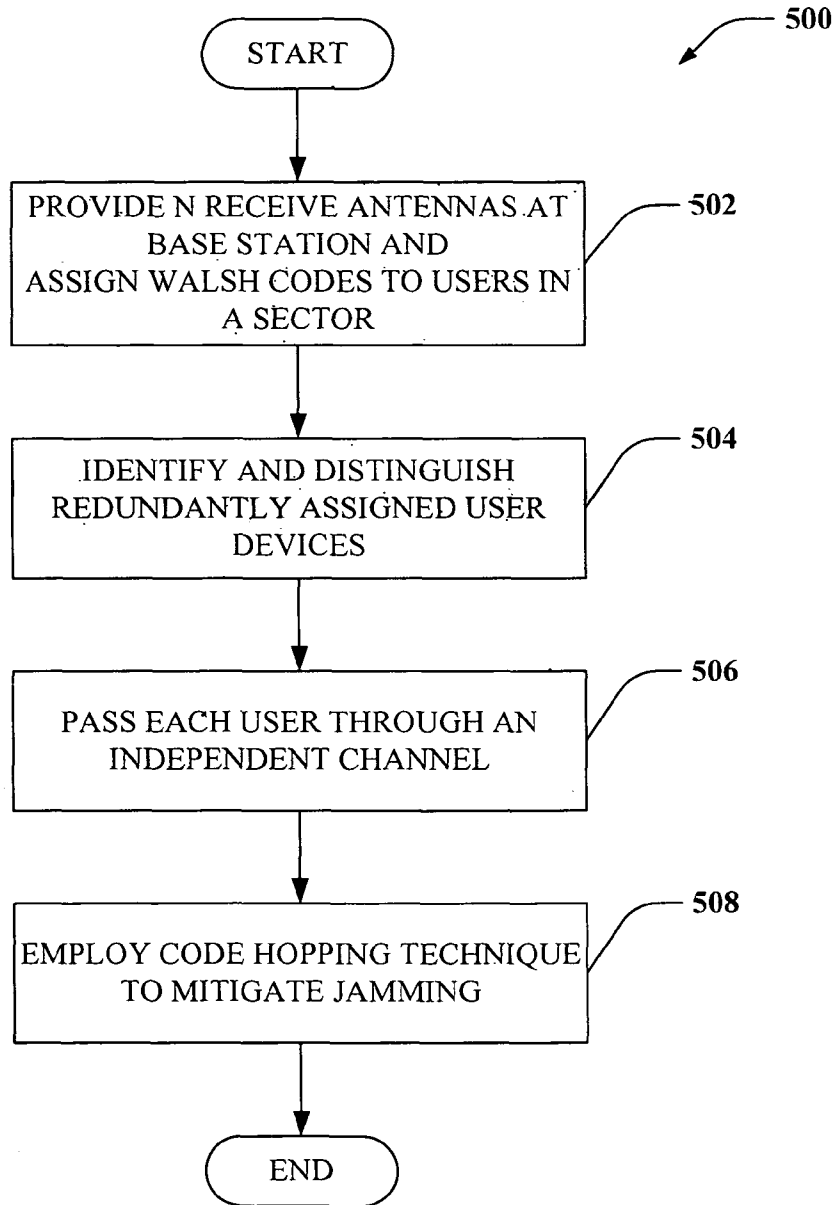 500
START
PROVIDE N RECEIVE ANTENNAS AT
BASE STATION AND
ASSIGN WALSH CODES TO USERS IN
A SECTOR
502
IDENTIFY AND DISTINGUISH
REDUNDANTLY ASSIGNED USER
DEVICES
504
PASS EACH USER THROUGH AN
INDEPENDENT CHANNEL
506
EMPLOY CODE HOPPING TECHNIQUE
TO MITIGATE JAMMING
508
END